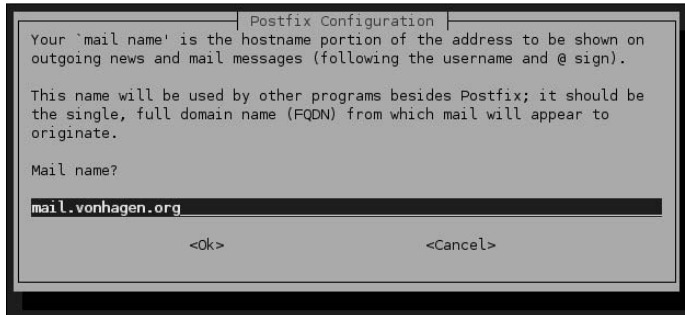 Postfix Configuration
Your `mail name' is the hostname portion of the address to be shown on
outgoing news and mail messages (following the username and @ sign).
This name will be used by other programs besides Postfix; it should be
the single, full domain name (FQDN) from which mail will appear to
originate.
Mail name?
mail.vonhagen.org
<Ok> <Cancel>